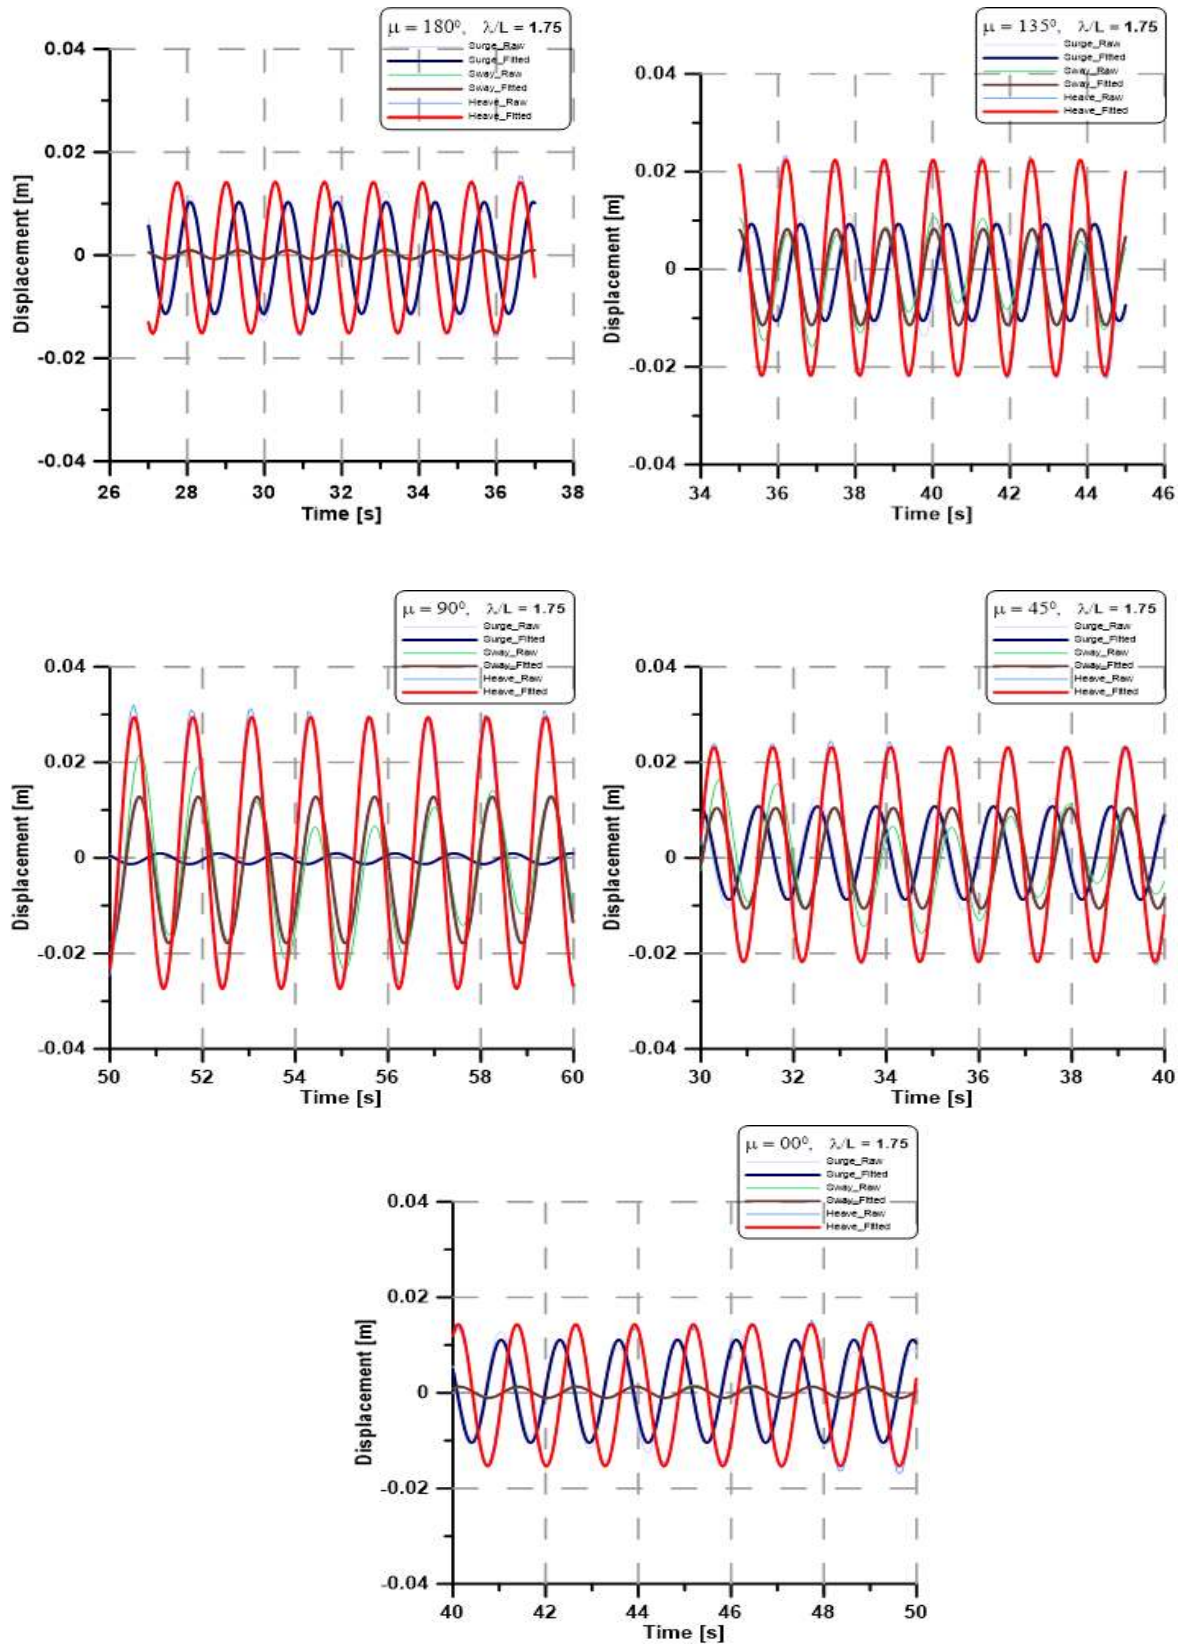 μ = 180⁰, λ/L = 1.75
Surge_Raw
Surge_Fitted
Sway_Raw
Sway_Fitted
Heave_Raw
Heave_Fitted
0.04
0.02
0
-0.02
-0.04
Displacement [m]
26 28 30 32 34 36 38
Time [s]
μ = 135⁰, λ/L = 1.75
Surge_Raw
Surge_Fitted
Sway_Raw
Sway_Fitted
Heave_Raw
Heave_Fitted
0.04
0.02
0
-0.02
-0.04
Displacement [m]
34 36 38 40 42 44 46
Time [s]
μ = 90⁰, λ/L = 1.75
Surge_Raw
Surge_Fitted
Sway_Raw
Sway_Fitted
Heave_Raw
Heave_Fitted
0.04
0.02
0
-0.02
-0.04
Displacement [m]
50 52 54 56 58 60
Time [s]
μ = 45⁰, λ/L = 1.75
Surge_Raw
Surge_Fitted
Sway_Raw
Sway_Fitted
Heave_Raw
Heave_Fitted
0.04
0.02
0
-0.02
-0.04
Displacement [m]
30 32 34 36 38 40
Time [s]
μ = 00⁰, λ/L = 1.75
Surge_Raw
Surge_Fitted
Sway_Raw
Sway_Fitted
Heave_Raw
Heave_Fitted
0.04
0.02
0
-0.02
-0.04
Displacement [m]
40 42 44 46 48 50
Time [s]